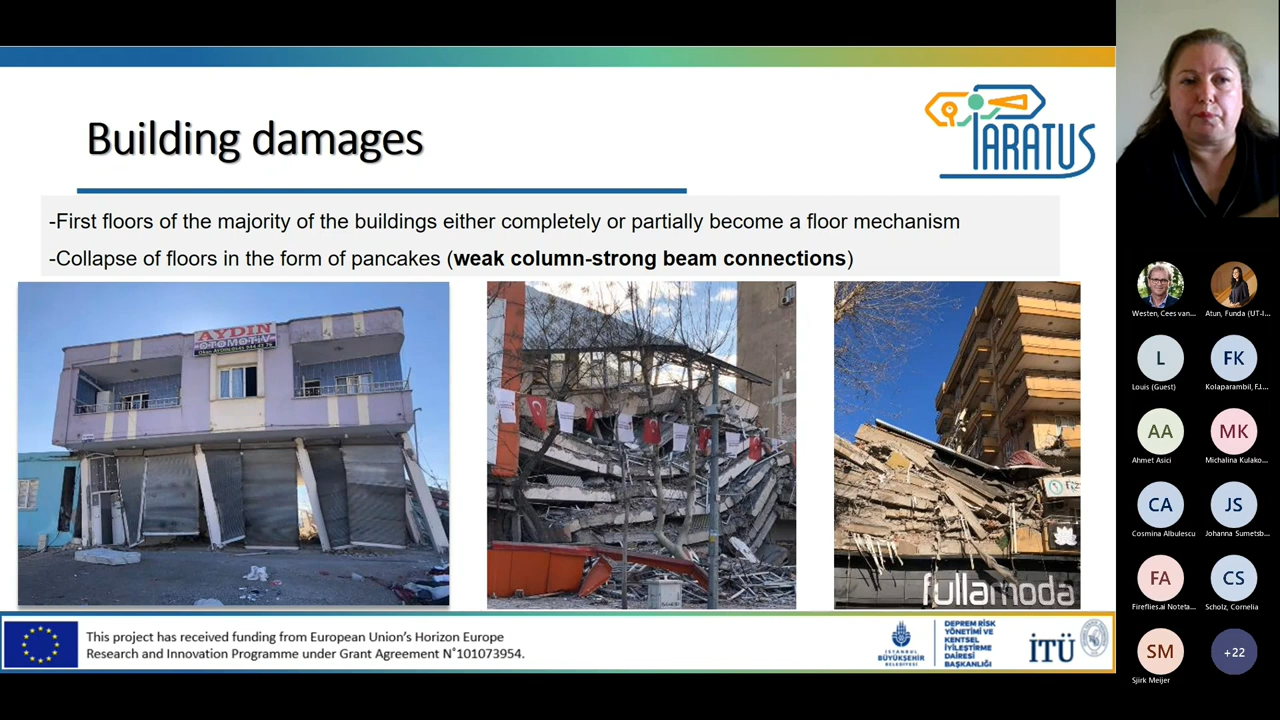 Building damages
PARATUS
-First floors of the majority of the buildings either completely or partially become a floor mechanism
-Collapse of floors in the form of pancakes (weak column-strong beam connections)
AYDIN
OTOMOTİV
fullamoda
This project has received funding from European Union's Horizon Europe
Research and Innovation Programme under Grant Agreement N°101073954.
İSTANBUL
BÜYÜKŞEHİR
BELEDİYESİ
DEPREM RİSK
YÖNETİMİ VE
KENTSEL
İYİLEŞTİRME
DAİRESİ
BAŞKANLIĞI
İTÜ
Westen, Cees van...
Atun, Funda (UT-I...
L
FK
Louis (Guest)
Kolaparambil, F.I...
AA
MK
Ahmet Asici
Michalina Kulako...
CA
JS
Cosmina Albulescu
Johanna Sumetsb...
FA
CS
Fireflies.ai Noteta...
Scholz, Cornelia
SM
+22
Sjirk Meijer